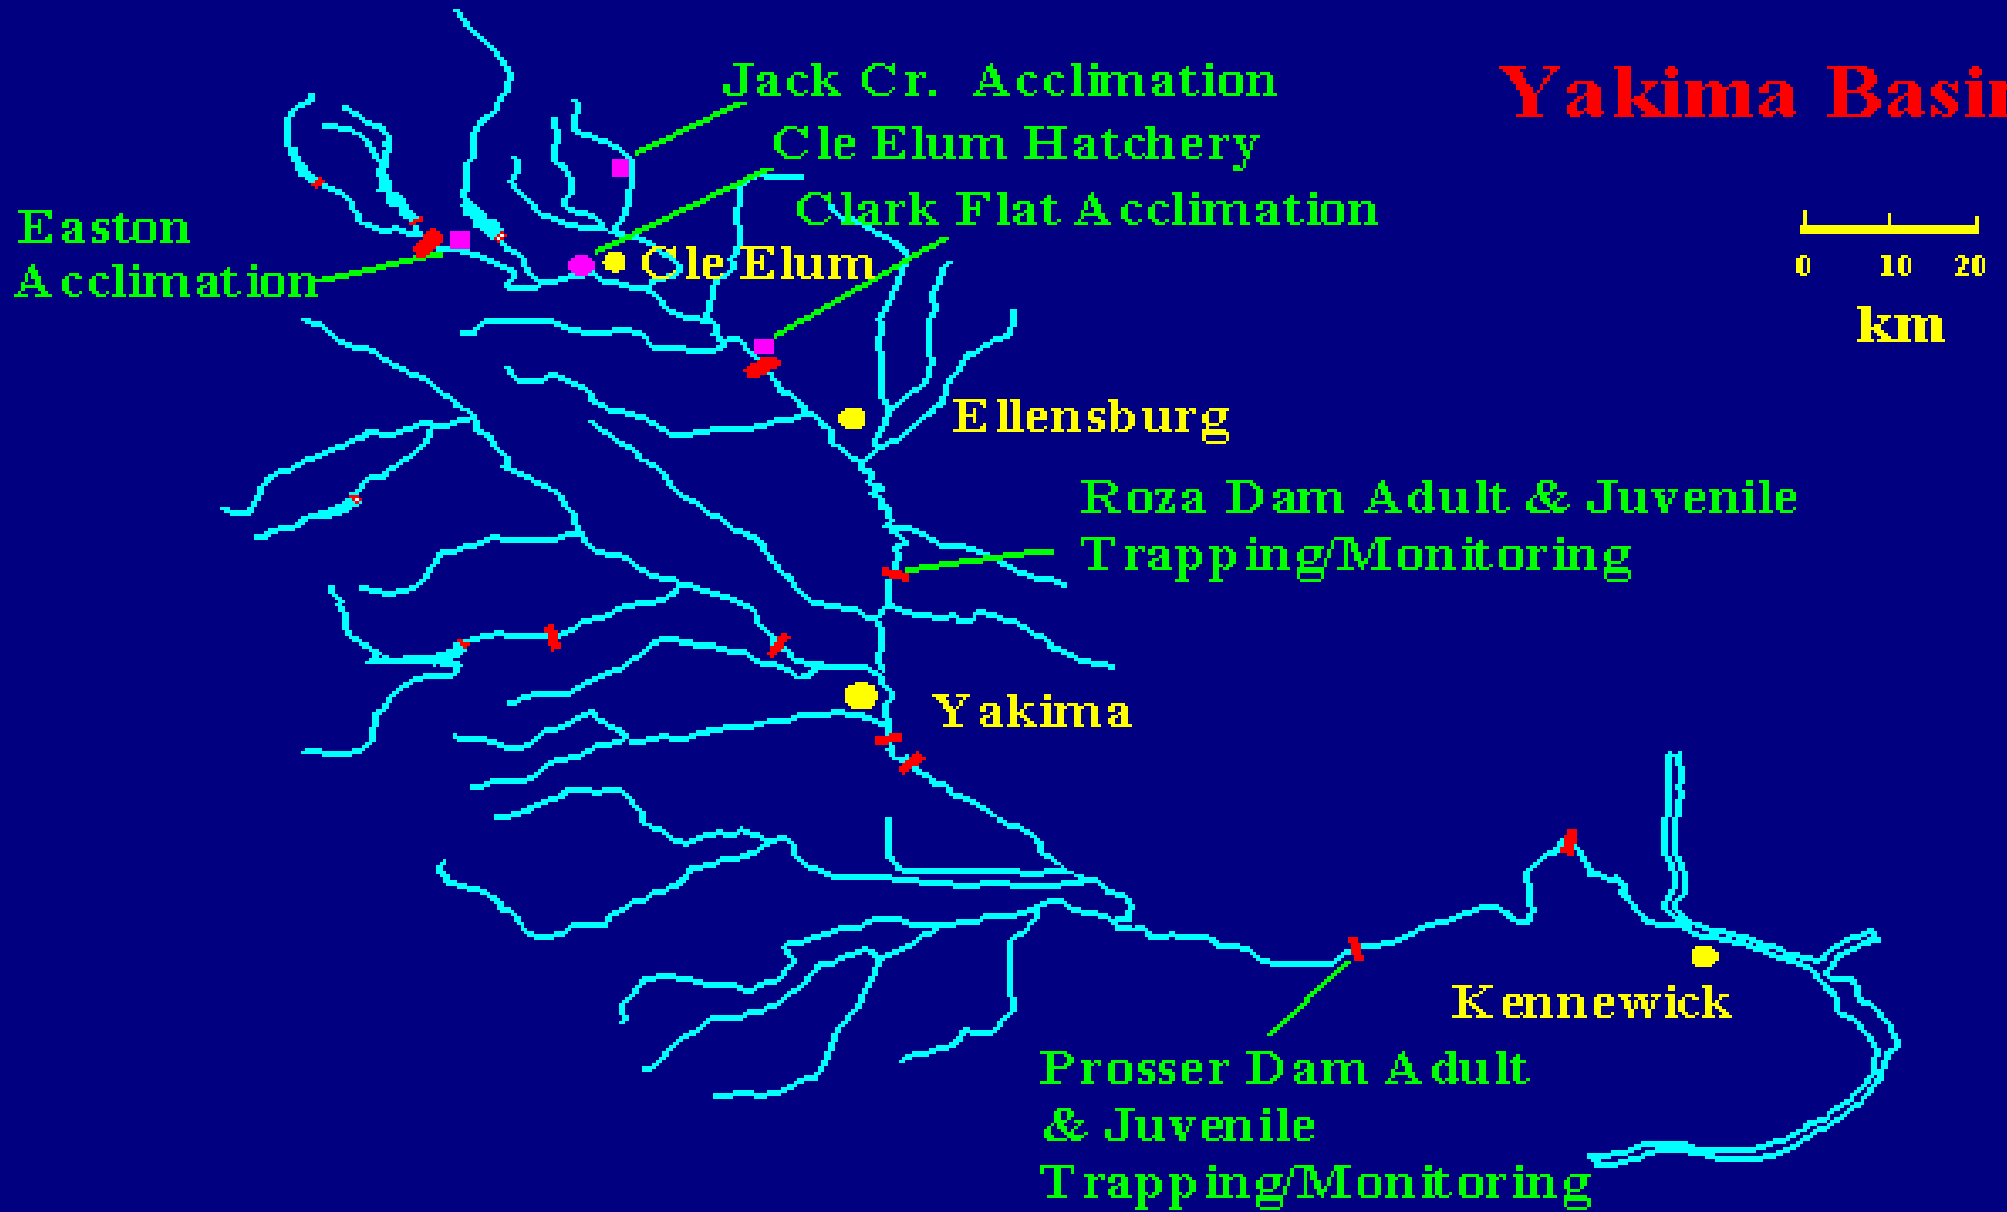 Jack Cr. Acclimation
Yakima Basin
Cle Elum Hatchery
Clark Flat Acclimation
Easton
Acclimation
Cle Elum
0 10 20
km
Ellensburg
Roza Dam Adult & Juvenile
Trapping/Monitoring
Yakima
Kennewick
Prosser Dam Adult
& Juvenile
Trapping/Monitoring